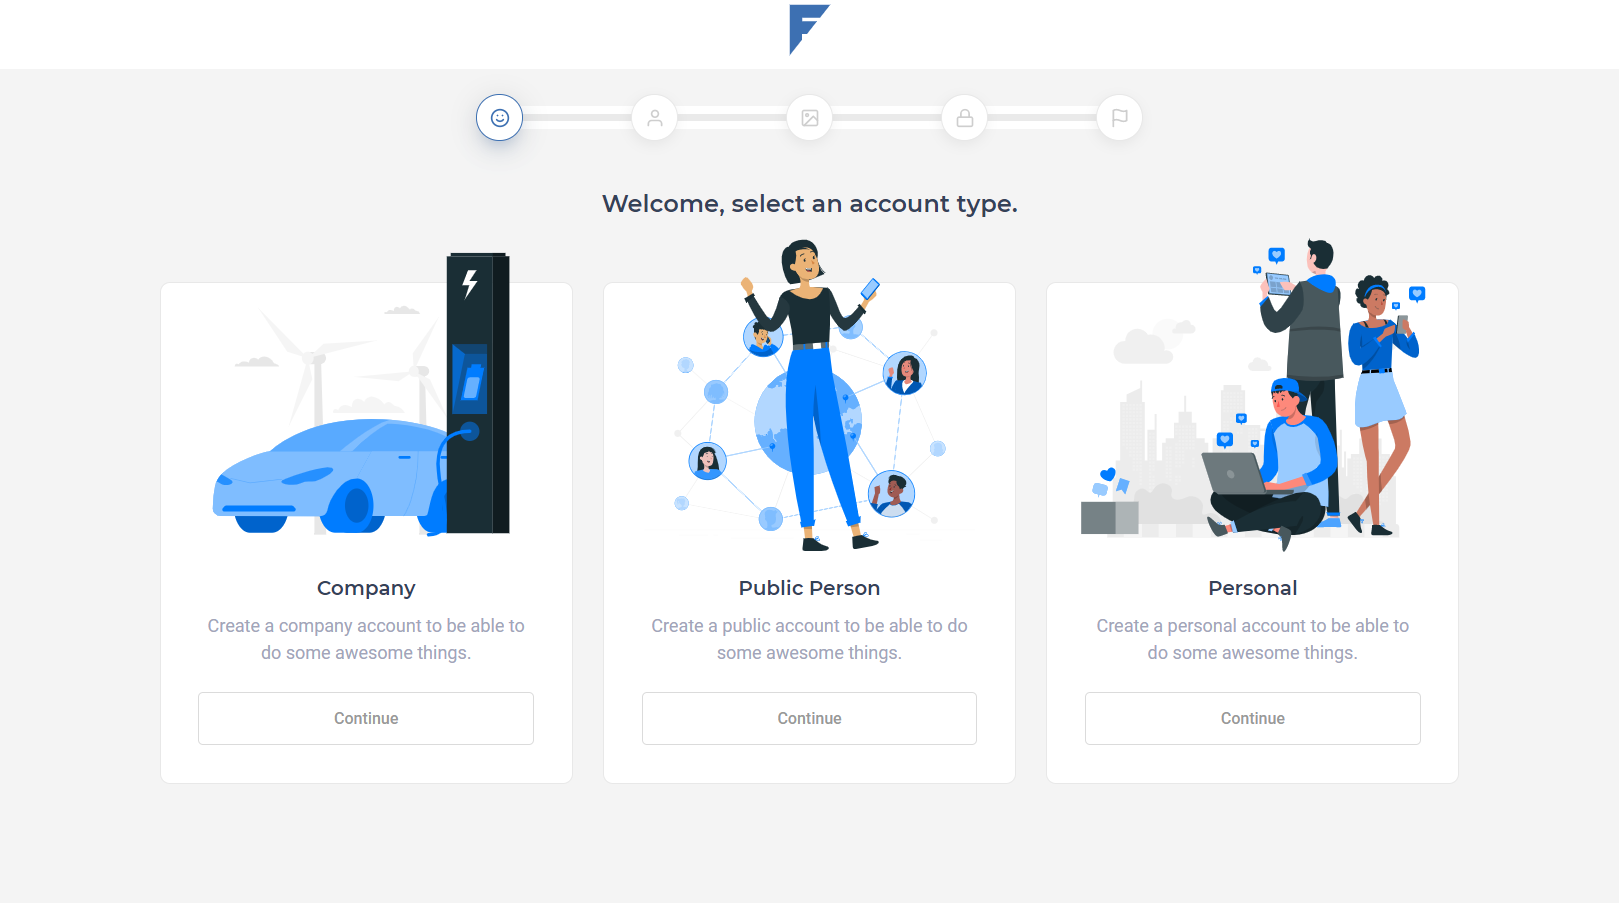 Welcome, select an account type.
Company
Create a company account to be able to
do some awesome things.
Continue
Public Person
Create a public account to be able to do
some awesome things.
Continue
Personal
Create a personal account to be able to
do some awesome things.
Continue